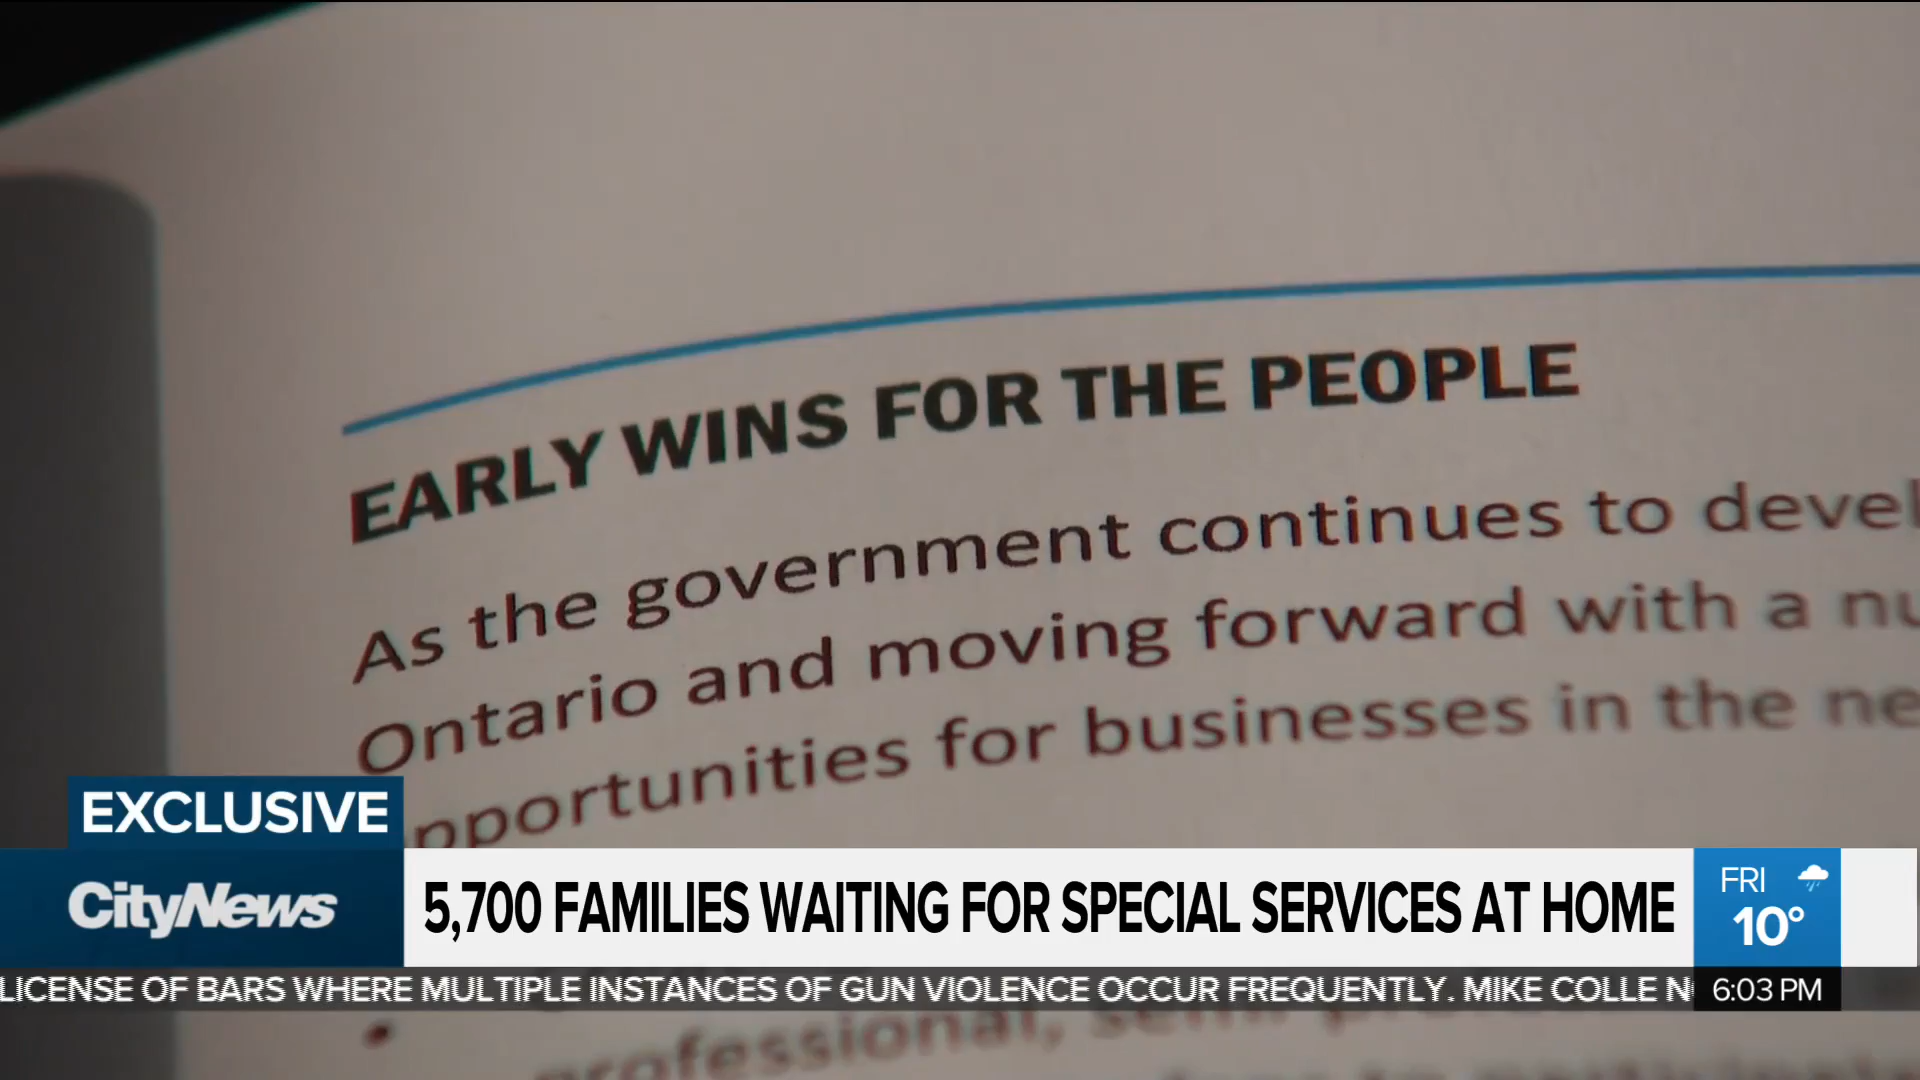 EARLY WINS FOR THE PEOPLE
As the government continues to devel
Ontario and moving forward with a nu
opportunities for businesses in the ne
EXCLUSIVE
CityNews
5,700 FAMILIES WAITING FOR SPECIAL SERVICES AT HOME
FRI
10°
LICENSE OF BARS WHERE MULTIPLE INSTANCES OF GUN VIOLENCE OCCUR FREQUENTLY. MIKE COLLE N
6:03 PM
professional,